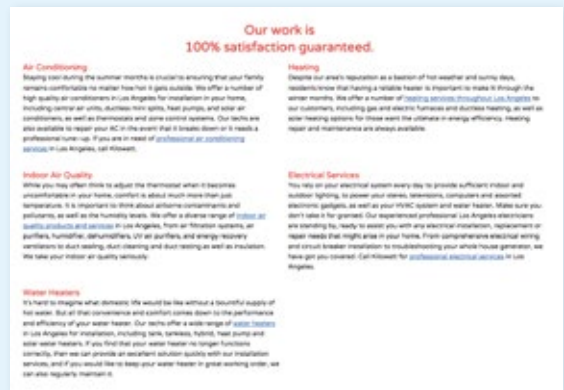 Our work is
100% satisfaction guaranteed.
Air Conditioning
Staying cool during the summer months is crucial to ensuring that your family
remains comfortable no matter how hot it gets outside. We offer a number of
high quality air conditioners in Los Angeles for installation in your home,
including central air units, ductless mini splits, heat pumps, and solar air
conditioners, as well as thermostats and zone control systems. Our techs are
also available to repair your AC in the event that it breaks down or it needs a
professional tune-up. If you are in need of professional air conditioning
services in Los Angeles, call Kilowatt.
Heating
Despite our area's reputation as a bastion of hot weather and sunny days,
residents know that having a reliable heater is important to make it through the
winter months. We offer a number of heating services throughout Los Angeles to
our customers, including gas and electric furnaces and ductless heating, as well as
solar heating options for those want the ultimate in energy efficiency. Heating
repair and maintenance are always available.
Indoor Air Quality
While you may often think to adjust the thermostat when it becomes
uncomfortable in your home, comfort is about much more than just
temperature. It is important to think about airborne contaminants and
pollutants, as well as the humidity levels. We offer a diverse range of indoor air
quality products and services in Los Angeles, from air filtration systems, air
purifiers, humidifier, dehumidifiers, UV air purifiers, and energy recovery
ventilators to duct sealing, duct cleaning and duct testing as well as insulation.
We take your indoor air quality seriously.
Electrical Services
You rely on your electrical system every day to provide sufficient indoor and
outdoor lighting, to power your stereos, televisions, computers and assorted
electronic gadgets, as well as your HVAC system and water heater. Make sure you
don't take it for granted. Our experienced professional Los Angeles electricians
are standing by, ready to assist you with any electrical installation, replacement or
repair needs that might arise in your home. From comprehensive electrical wiring
and circuit breaker installation to troubleshooting your whole house generator, we
have got you covered. Call Kilowatt for professional electrical services in Los
Angeles.
Water Heaters
It's hard to imagine what domestic life would be like without a bountiful supply of
hot water. But all that convenience and comfort comes down to the performance
and efficiency of your water heater. Our techs offer a wide range of water heaters
in Los Angeles for installation, including tank, tankless, hybrid, heat pump and
solar water heaters. If you find that your water heater no longer functions
correctly, then we can provide an excellent solution quickly with our installation
services, and if you would like to keep your water heater in great working order, we
can also regularly maintain it.